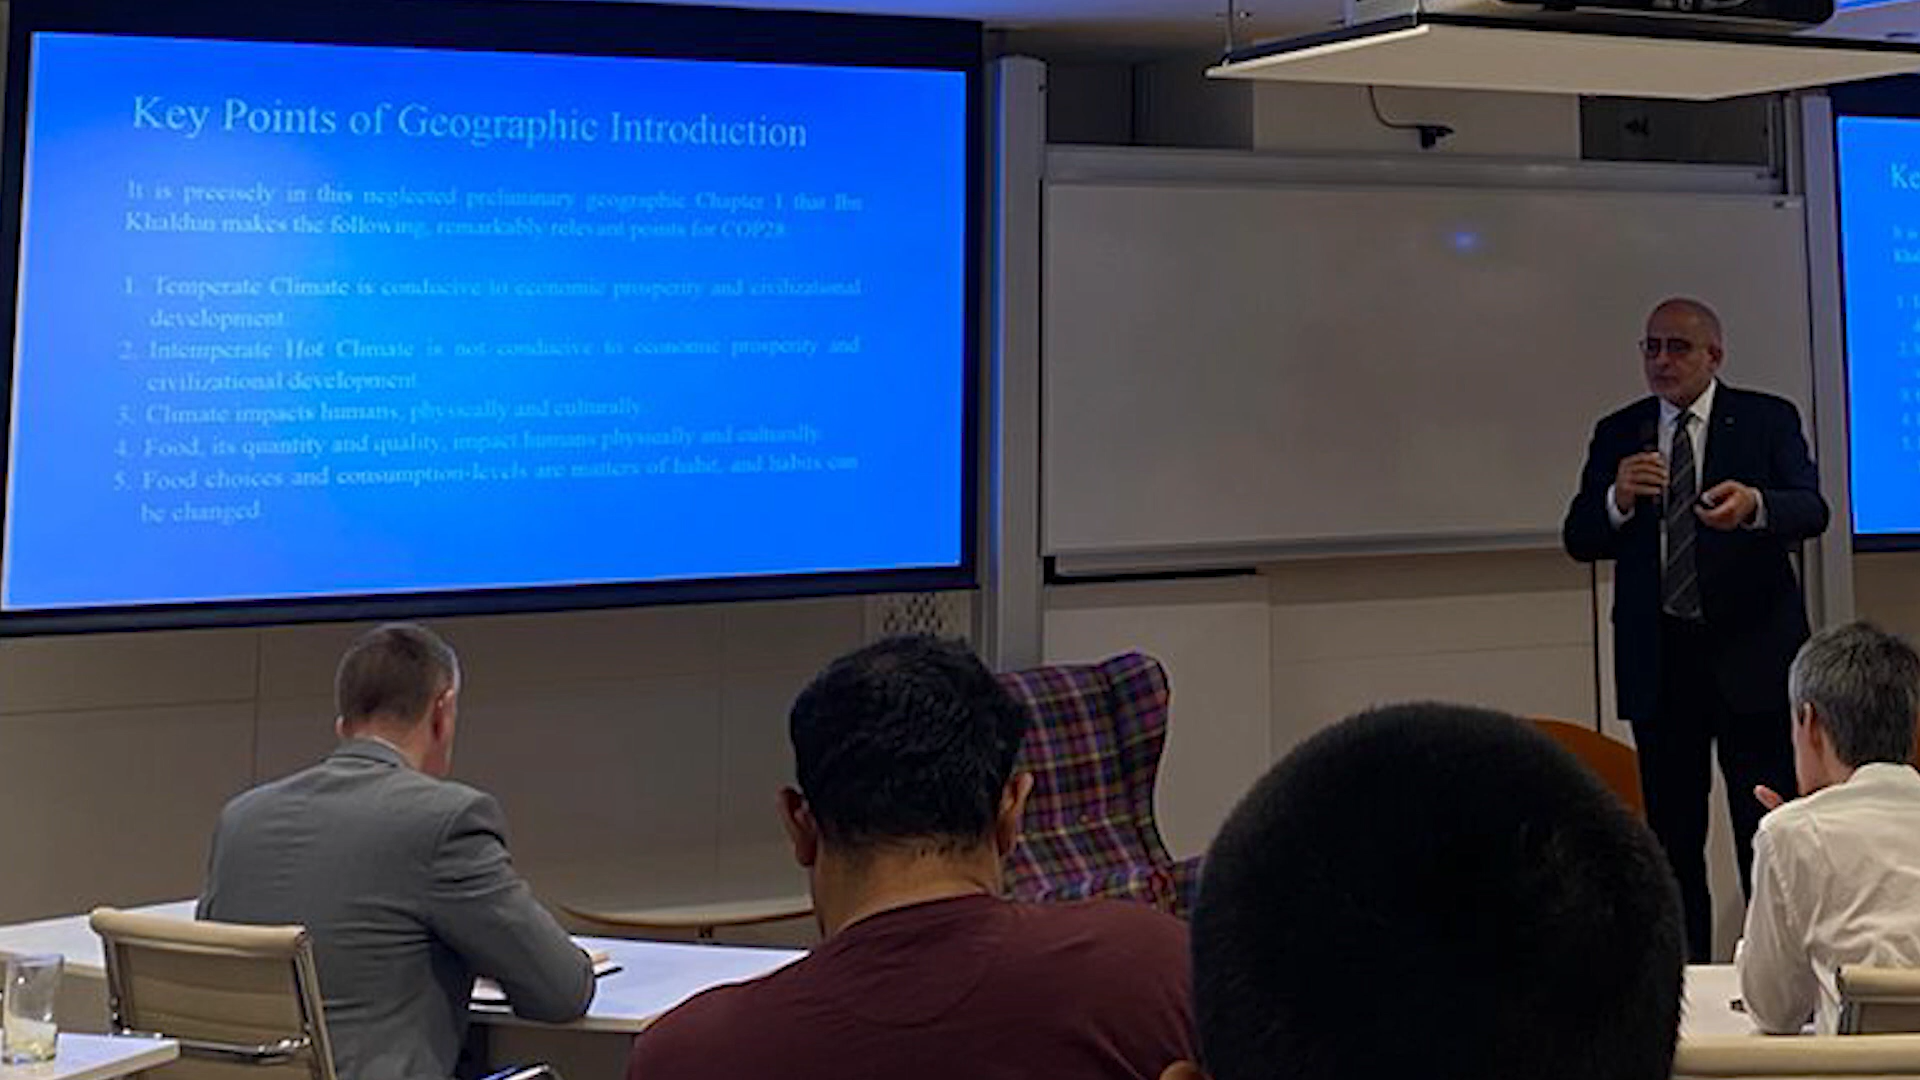 Key Points of Geographic Introduction
It is precisely in this neglected preliminary geographic Chapter 1 that Ibn
Khaldun makes the following, remarkably relevant points for COP28:
1. Temperate Climate is conducive to economic prosperity and civilizational
development.
2. Intemperate Hot Climate is not conducive to economic prosperity and
civilizational development.
3. Climate impacts humans, physically and culturally.
4. Food, its quantity and quality, impact humans physically and culturally.
5. Food choices and consumption-levels are matters of habit, and habits can
be changed.
Ke